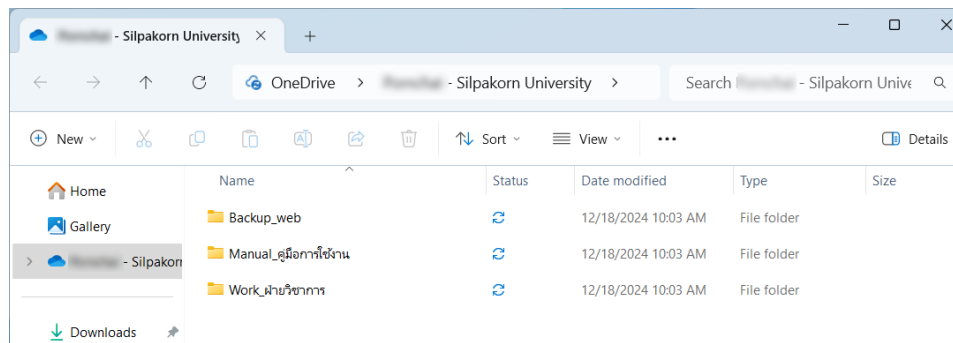 - Silpakorn University
OneDrive > - Silpakorn University >
Search - Silpakorn Unive
New Sort View ... Details
Home
Gallery
- Silpakorn
Downloads
Name Status Date modified Type Size
Backup_web 12/18/2024 10:03 AM File folder
Manual_คู่มือการใช้งาน 12/18/2024 10:03 AM File folder
Work_ฝ่ายวิชาการ 12/18/2024 10:03 AM File folder